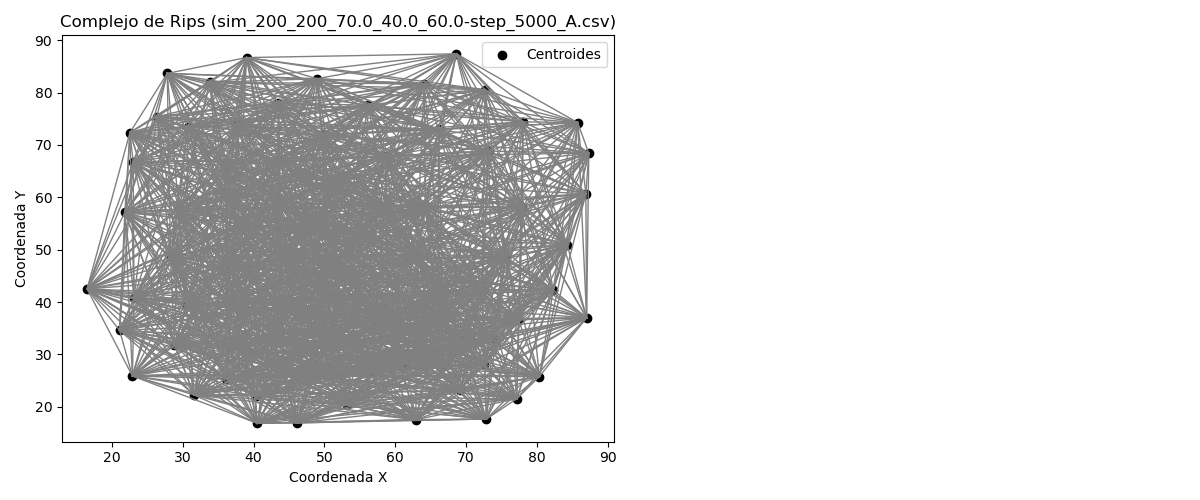 Complejo de Rips (sim_200_200_70.0_40.0_60.0-step_5000_A.csv)
Centroides
90
80
70
60
50
40
30
20
Coordenada Y
20 30 40 50 60 70 80 90
Coordenada X